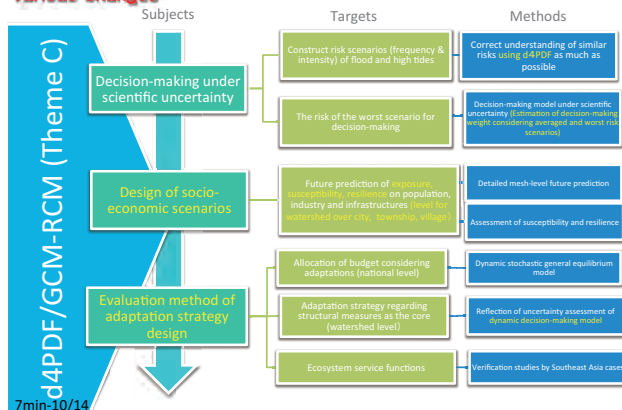 various changes
Subjects
Targets
Methods
d4PDF/GCM-RCM (Theme C)
Decision-making under
scientific uncertainty
Construct risk scenarios (frequency &
intensity) of flood and high tides
Correct understanding of similar
risks using d4PDF as much as
possible
The risk of the worst scenario for
decision-making
Decision-making model under scientific
uncertainty (Estimation of decision-making
weight considering averaged and worst risk
scenarios)
Design of socio-
economic scenarios
Future prediction of exposure,
susceptibility, resilience on population,
industry and infrastructures (level for
watershed over city, township, village)
Detailed mesh-level future prediction
Assessment of susceptibility and resilience
Evaluation method of
adaptation strategy
design
Allocation of budget considering
adaptations (national level)
Dynamic stochastic general equilibrium
model
Adaptation strategy regarding
structural measures as the core
(watershed level)
Reflection of uncertainty assessment of
dynamic decision-making model
Ecosystem service functions
Verification studies by Southeast Asia cases
7min-10/14